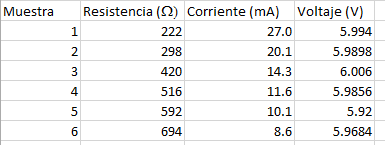 Muestra Resistencia (Ω) Corriente (mA) Voltaje (V)
1 222 27.0 5.994
2 298 20.1 5.9898
3 420 14.3 6.006
4 516 11.6 5.9856
5 592 10.1 5.92
6 694 8.6 5.9684